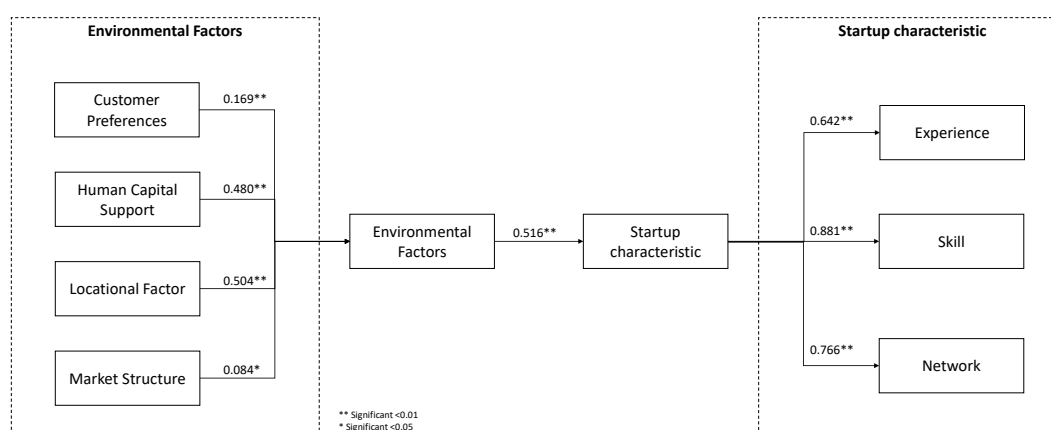 Environmental Factors
Startup characteristic
Customer
Preferences
0.169**
Human Capital
Support
0.480**
Locational Factor
0.504**
Market Structure
0.084*
Environmental
Factors
0.516**
Startup
characteristic
0.642**
Experience
0.881**
Skill
0.766**
Network
** Significant <0.01
* Significant <0.05